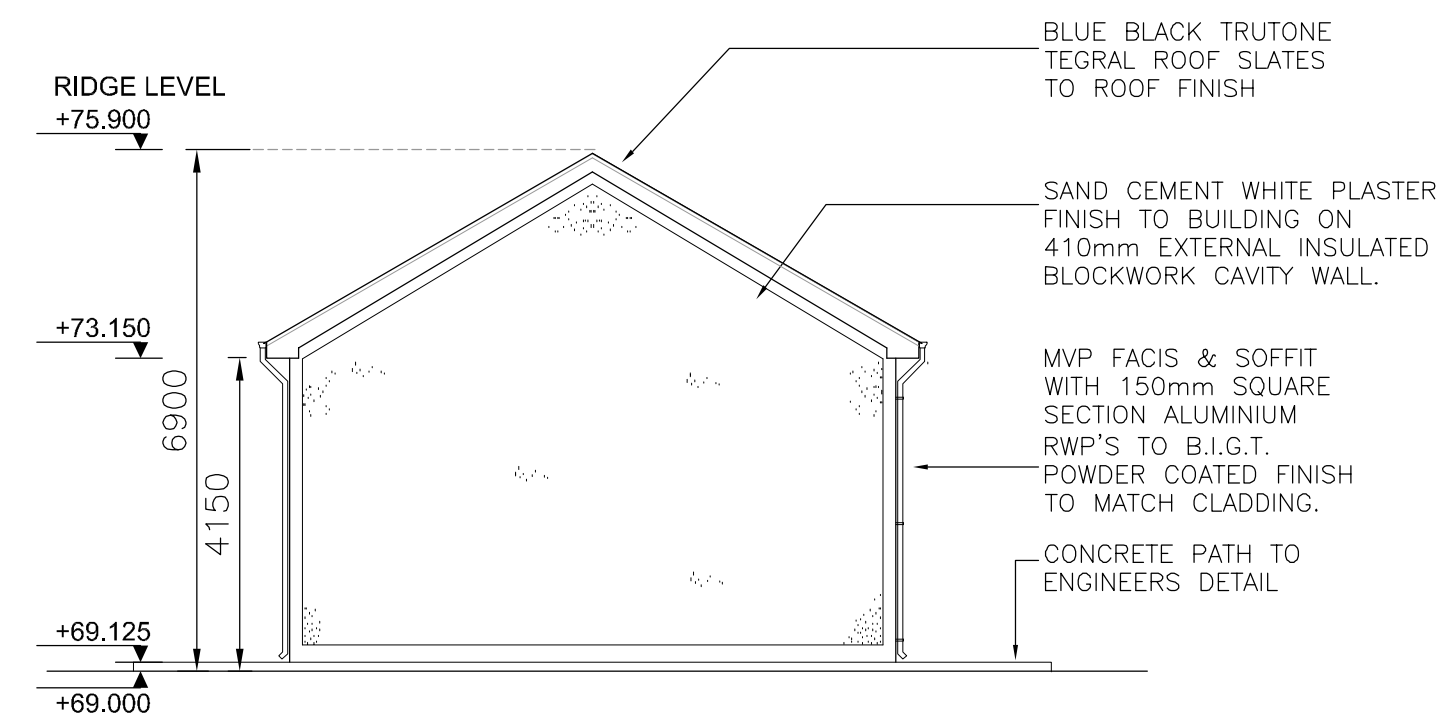 RIDGE LEVEL
+75.900
+73.150
6900
4150
+69.125
+69.000
BLUE BLACK TRUTONE
TEGRAL ROOF SLATES
TO ROOF FINISH
SAND CEMENT WHITE PLASTER
FINISH TO BUILDING ON
410mm EXTERNAL INSULATED
BLOCKWORK CAVITY WALL.
MVP FACIS & SOFFIT
WITH 150mm SQUARE
SECTION ALUMINIUM
RWP'S TO B.I.G.T.
POWDER COATED FINISH
TO MATCH CLADDING.
CONCRETE PATH TO
ENGINEERS DETAIL